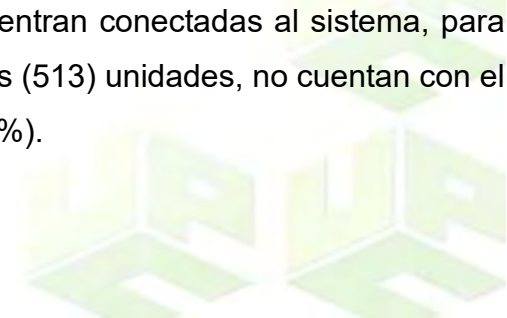 entran conectadas al sistema, para
s (513) unidades, no cuentan con el
%).